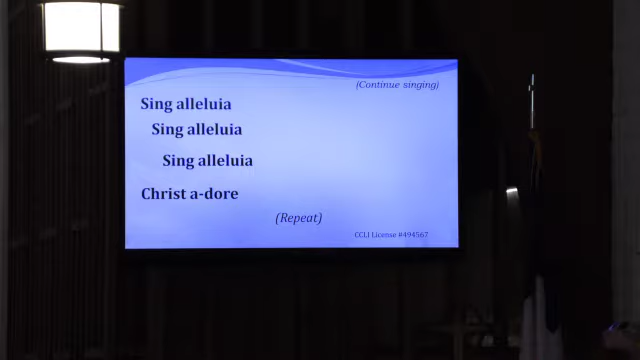 (Continue singing)
Sing alleluia
Sing alleluia
Sing alleluia
Christ a-dore
(Repeat)
CCLI License #494567